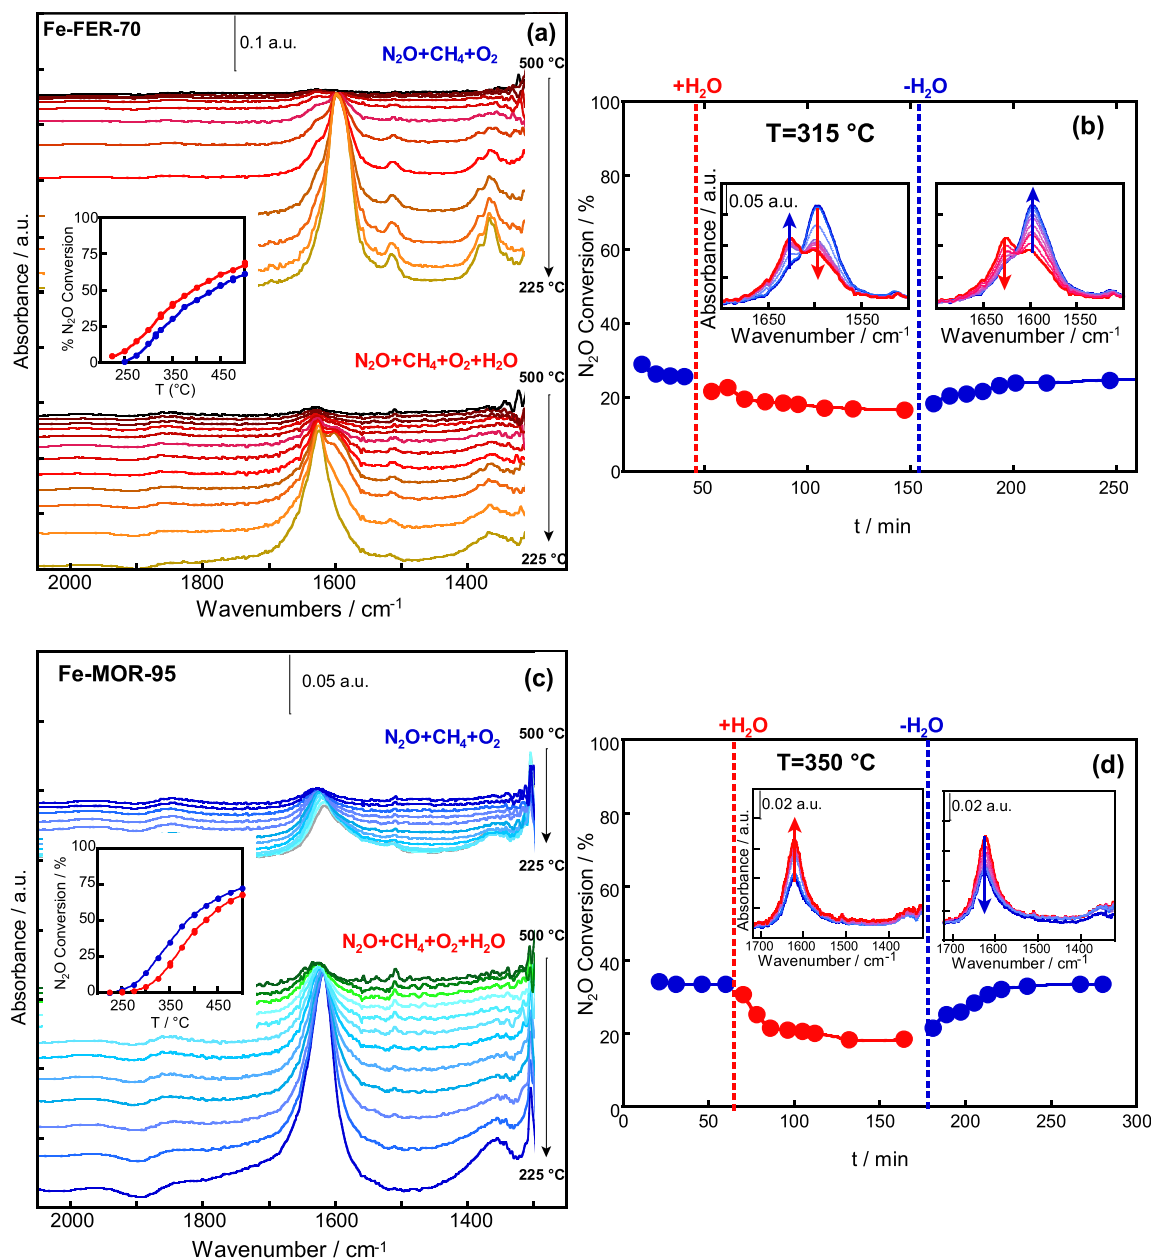 Fe-FER-70
(a)
0.1 a.u.
N₂O+CH₄+O₂
500 °C
225 °C
Absorbance / a.u.
% N₂O Conversion
100
75
50
25
0
250
350
450
T (°C)
N₂O+CH₄+O₂+H₂O
500 °C
225 °C
2000
1800
1600
1400
Wavenumbers / cm⁻¹
+H₂O
-H₂O
(b)
T=315 °C
N₂O Conversion / %
100
80
60
40
20
0
0.05 a.u.
Absorbance / a.u.
1650
1550
Wavenumber / cm⁻¹
1650
1600
1550
Wavenumber / cm⁻¹
50
100
150
200
250
t / min
Fe-MOR-95
(c)
0.05 a.u.
N₂O+CH₄+O₂
500 °C
225 °C
Absorbance / a.u.
N₂O Conversion / %
100
75
50
25
0
250
350
450
T / °C
N₂O+CH₄+O₂+H₂O
500 °C
225 °C
2000
1800
1600
1400
Wavenumber / cm⁻¹
+H₂O
-H₂O
(d)
T=350 °C
N₂O Conversion / %
100
80
60
40
20
0
0.02 a.u.
Absorbance / a.u.
1700
1600
1500
1400
Wavenumber / cm⁻¹
0.02 a.u.
1700
1600
1500
1400
Wavenumber / cm⁻¹
0
50
100
150
200
250
300
t / min